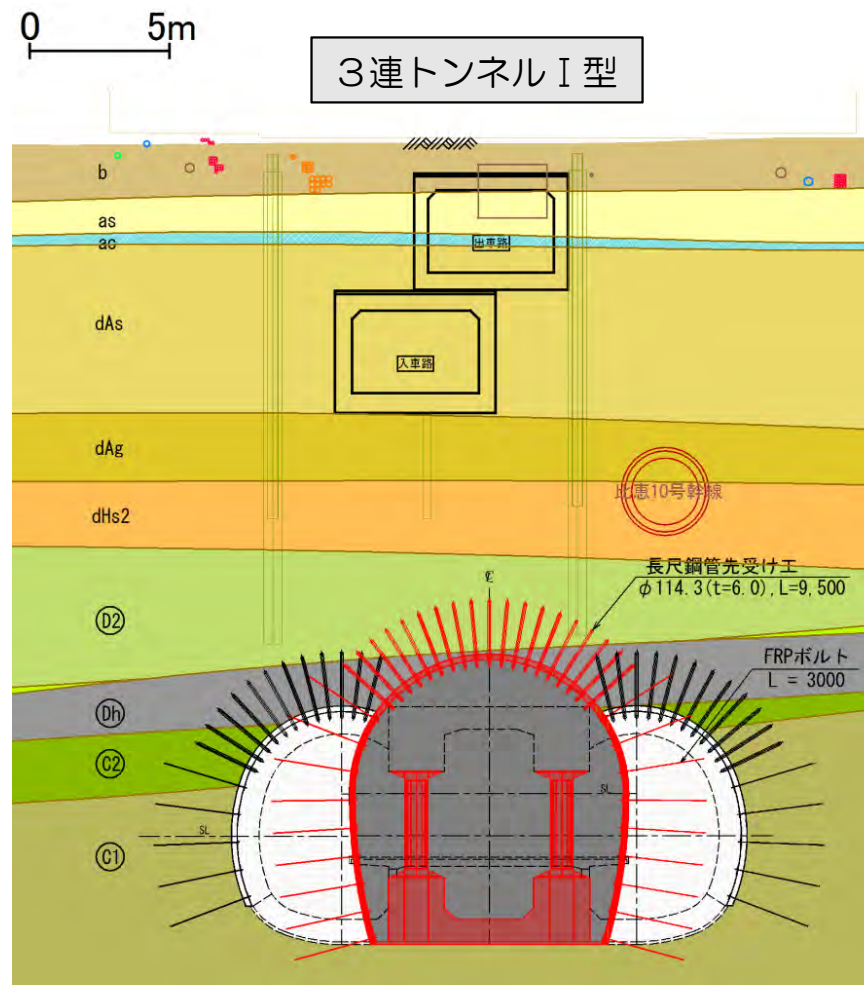 0 5m
3連トンネルⅠ型
b
as
ac
出車路
dAs
入車路
dAg
比恵10号幹線
dHs2
長尺鋼管先受け工
φ114.3(t=6.0),L=9,500
℄
D2
FRPボルト
L = 3000
Dh
C2
SL
SL
C1